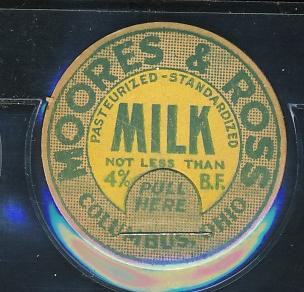 MOORES & ROSS
PASTEURIZED-STANDARDIZED
MILK
NOT LESS THAN
4% B.F.
PULL
HERE
COLUMBUS, OHIO